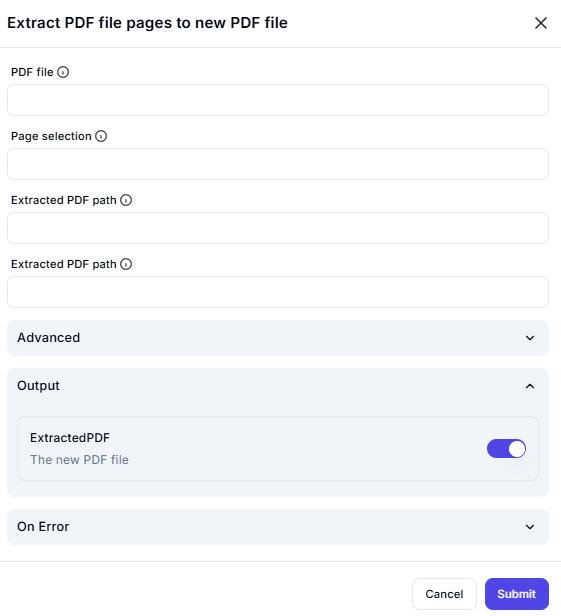 Extract PDF file pages to new PDF file
PDF file
Page selection
Extracted PDF path
Extracted PDF path
Advanced
Output
ExtractedPDF
The new PDF file
On Error
Cancel
Submit